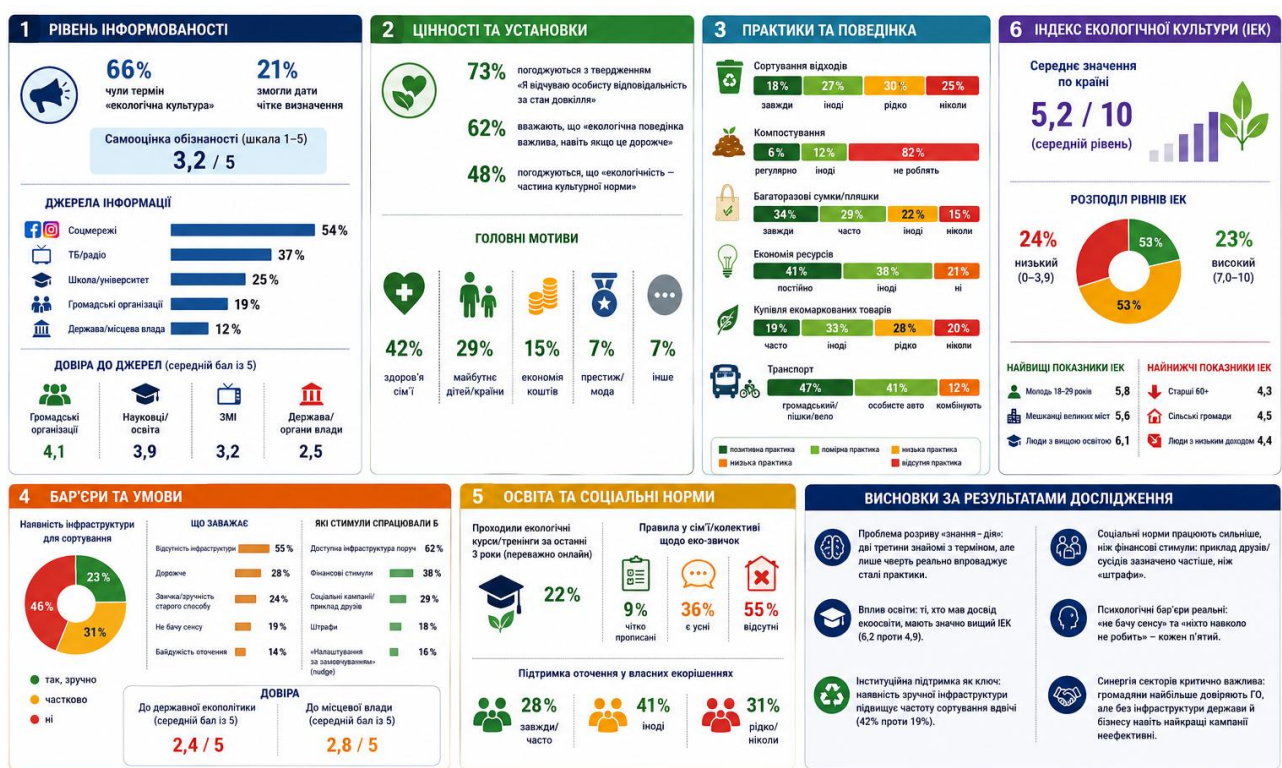 1 РІВЕНЬ ІНФОРМОВАНОСТІ
66%
чули термін
«екологічна культура»
21%
змогли дати
чітке визначення
Самооцінка обізнаності (шкала 1–5)
3,2 / 5
ДЖЕРЕЛА ІНФОРМАЦІЇ
Соцмережі 54%
ТБ/радіо 37%
Школа/університет 25%
Громадські організації 19%
Держава/місцева влада 12%
ДОВІРА ДО ДЖЕРЕЛ (середній бал із 5)
Громадські
організації
4,1
Науковці/
освіта
3,9
ЗМІ
3,2
Держава/
органи влади
2,5
2 ЦІННОСТІ ТА УСТАНОВКИ
73% погоджуються з твердженням
«Я відчуваю особисту відповідальність
за стан довкілля»
62% вважають, що «екологічна поведінка
важлива, навіть якщо це дорожче»
48% погоджуються, що «екологічність –
частина культурної норми»
ГОЛОВНІ МОТИВИ
42%
здоров'я
сім'ї
29%
майбутнє
дітей/країни
15%
економія
коштів
7%
престиж/
мода
7%
інше
3 ПРАКТИКИ ТА ПОВЕДІНКА
Сортування відходів
18% 27% 30% 25%
завжди іноді рідко ніколи
Компостування
6% 12% 82%
регулярно іноді не роблять
Багаторазові сумки/пляшки
34% 29% 22% 15%
завжди часто іноді ніколи
Економія ресурсів
41% 38% 21%
постійно іноді ні
Купівля екомаркованих товарів
19% 33% 28% 20%
часто іноді рідко ніколи
Транспорт
47% 41% 12%
громадський/
пішки/вело
особисте авто комбінують
позитивна практика помірна практика низька практика
низька практика відсутня практика
6 ІНДЕКС ЕКОЛОГІЧНОЇ КУЛЬТУРИ (ІЕК)
Середнє значення
по країні
5,2 / 10
(середній рівень)
РОЗПОДІЛ РІВНІВ ІЕК
24%
низький
(0–3,9)
53%
53%
23%
високий
(7,0–10)
НАЙВИЩІ ПОКАЗНИКИ ІЕК
Молодь 18–29 років 5,8
Мешканці великих міст 5,6
Люди з вищою освітою 6,1
НАЙНИЖЧІ ПОКАЗНИКИ ІЕК
Старші 60+ 4,3
Сільські громади 4,5
Люди з низьким доходом 4,4
4 БАР'ЄРИ ТА УМОВИ
Наявність інфраструктури
для сортування
23%
46%
31%
так, зручно
частково
ні
ЩО ЗАВАЖАЄ
Відсутність інфраструктури 55%
Дорожче 28%
Звичка/зручність
старого способу 24%
Не бачу сенсу 19%
Байдужість оточення 14%
ЯКІ СТИМУЛИ СПРАЦЮВАЛИ Б
Доступна інфраструктура поруч 62%
Фінансові стимули 38%
Соціальні кампанії/
приклад друзів 29%
Штрафи 18%
«Налаштування
за замовчуванням»
(nudge) 16%
ДОВІРА
До державної екополітики
(середній бал із 5)
2,4 / 5
До місцевої влади
(середній бал із 5)
2,8 / 5
5 ОСВІТА ТА СОЦІАЛЬНІ НОРМИ
Проходили екологічні
курси/тренінги за останні
3 роки (переважно онлайн)
22%
Правила у сім'ї/колективі
щодо еко-звичок
9%
чітко
прописані
36%
є усні
55%
відсутні
Підтримка оточення у власних екорішеннях
28%
завжди/
часто
41%
іноді
31%
рідко/
ніколи
ВИСНОВКИ ЗА РЕЗУЛЬТАТАМИ ДОСЛІДЖЕННЯ
Проблема розриву «знання – дія»:
дві третини знайомі з терміном, але
лише чверть реально впроваджує
сталі практики.
Вплив освіти: ті, хто мав досвід
екоосвіти, мають значно вищий ІЕК
(6,2 проти 4,9).
Інституційна підтримка як ключ:
наявність зручної інфраструктури
підвищує частоту сортування вдвічі
(42% проти 19%).
Соціальні норми працюють сильніше,
ніж фінансові стимули: приклад друзів/
сусідів зазначено частіше, ніж
«штрафи».
Психологічні бар'єри реальні:
«не бачу сенсу» та «ніхто навколо
не робить» – кожен п'ятий.
Синергія секторів критично важлива:
громадяни найбільше довіряють ГО,
але без інфраструктури держави й
бізнесу навіть найкращі кампанії
неефективні.